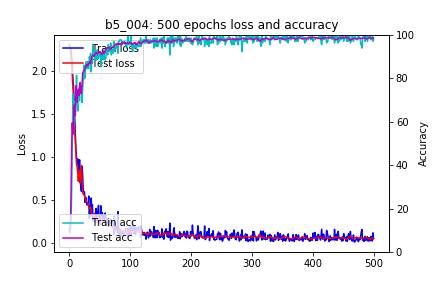 b5_004: 500 epochs loss and accuracy
Train loss
Test loss
Train acc
Test acc
Loss
Accuracy
2.0
1.5
1.0
0.5
0.0
100
80
60
40
20
0
0
100
200
300
400
500